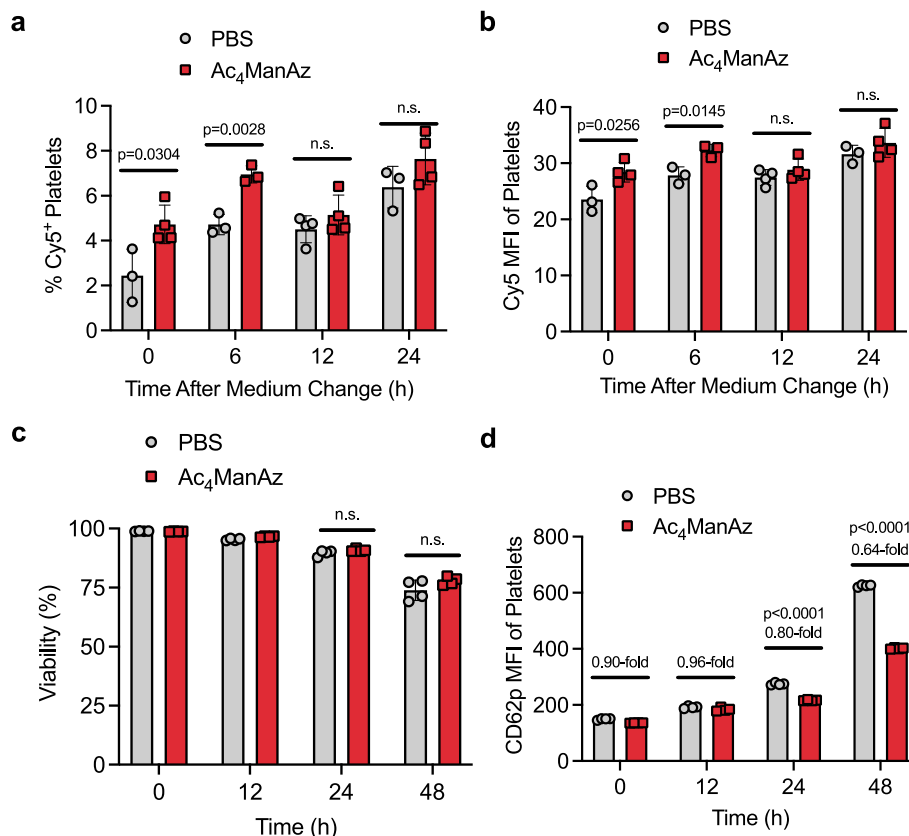 a
PBS
Ac₄ManAz
% Cy5⁺ Platelets
10
8
6
4
2
0
p=0.0304
p=0.0028
n.s.
n.s.
0
6
12
24
Time After Medium Change (h)
b
PBS
Ac₄ManAz
Cy5 MFI of Platelets
40
30
20
10
0
p=0.0256
p=0.0145
n.s.
n.s.
0
6
12
24
Time After Medium Change (h)
c
PBS
Ac₄ManAz
Viability (%)
100
75
50
25
0
n.s.
n.s.
0
12
24
48
Time (h)
d
PBS
Ac₄ManAz
CD62p MFI of Platelets
800
600
400
200
0
0.90-fold
0.96-fold
p<0.0001
0.80-fold
p<0.0001
0.64-fold
0
12
24
48
Time (h)